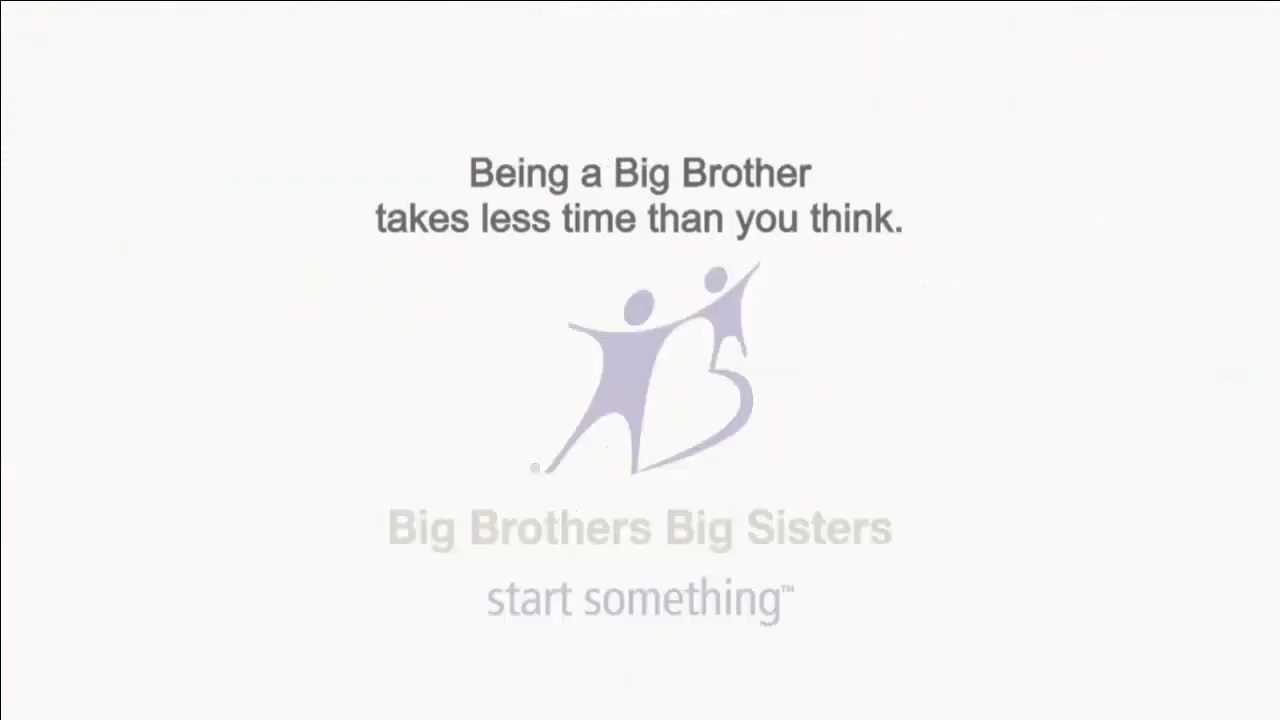 Being a Big Brother
takes less time than you think.
®
Big Brothers Big Sisters
start something™